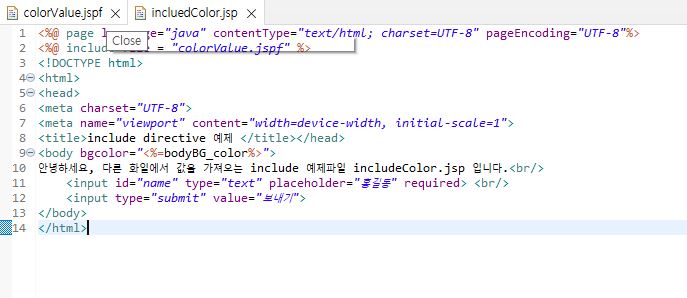 colorValue.jspf
incluedColor.jsp
1 <%@ page l age="java" contentType="text/html; charset=UTF-8" pageEncoding="UTF-8"%>
Close
2 <%@ includ = "colorValue.jspf" %>
3 <!DOCTYPE html>
4 <html>
5 <head>
6 <meta charset="UTF-8">
7 <meta name="viewport" content="width=device-width, initial-scale=1">
8 <title>include directive 예제 </title></head>
9 <body bgcolor="<%=bodyBG_color%>">
10 안녕하세요, 다른 화일에서 값을 가져오는 include 예제파일 includeColor.jsp 입니다.<br/>
11 <input id="name" type="text" placeholder="홍길동" required> <br/>
12 <input type="submit" value="보내기">
13 </body>
14 </html>